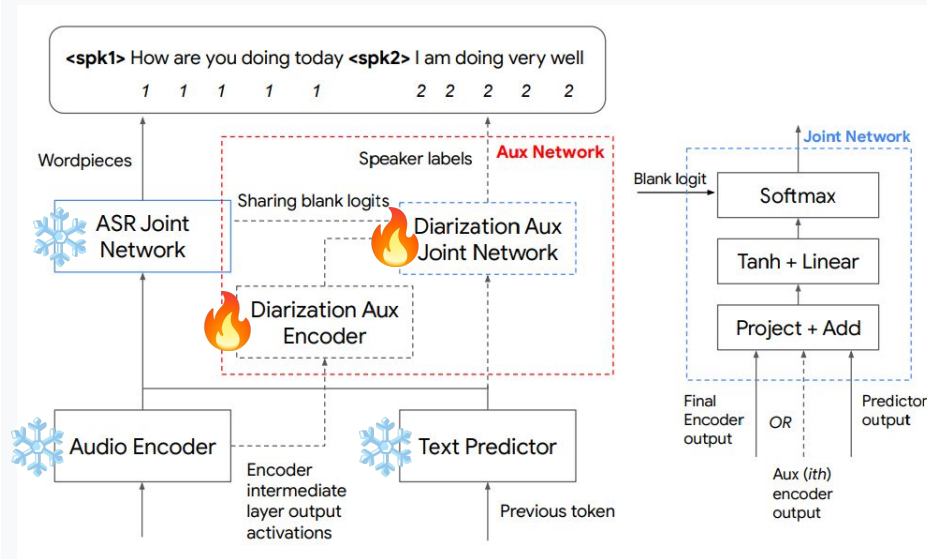 <spk1> How are you doing today <spk2> I am doing very well
1 1 1 1 1 2 2 2 2 2
Wordpieces
Speaker labels
Aux Network
Sharing blank logits
ASR Joint
Network
Diarization Aux
Joint Network
Diarization Aux
Encoder
Audio Encoder
Text Predictor
Encoder
intermediate
layer output
activations
Previous token
Joint Network
Blank logit
Softmax
Tanh + Linear
Project + Add
Final
Encoder
output
OR
Predictor
output
Aux (ith)
encoder
output